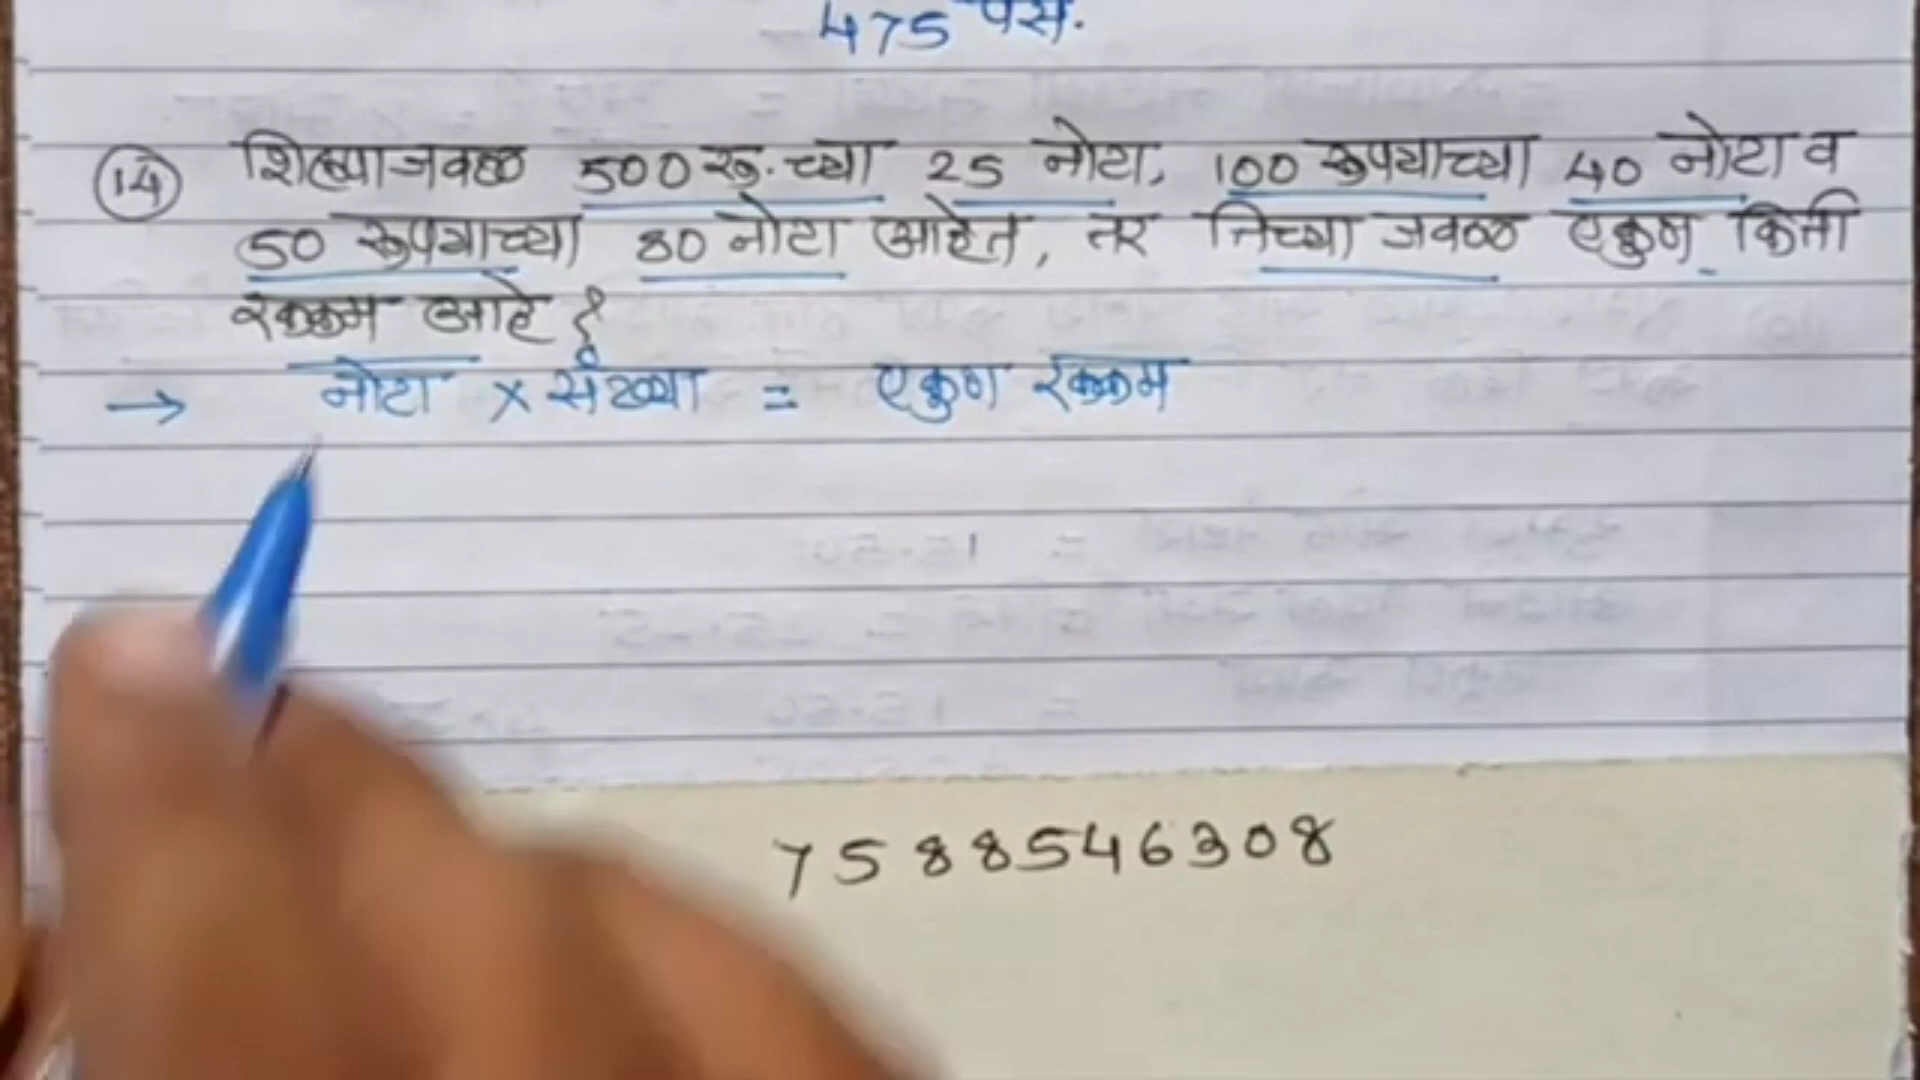 475 पैसे.
(14) शिल्पाजवळ 500 रु. च्या 25 नोटा, 100 रुपयाच्या 40 नोटा व
50 रुपयाच्या 80 नोटा आहेत, तर तिच्या जवळ एकुण किती
रक्कम आहे?
→ नोटा × संख्या = एकुण रक्कम
7588546308